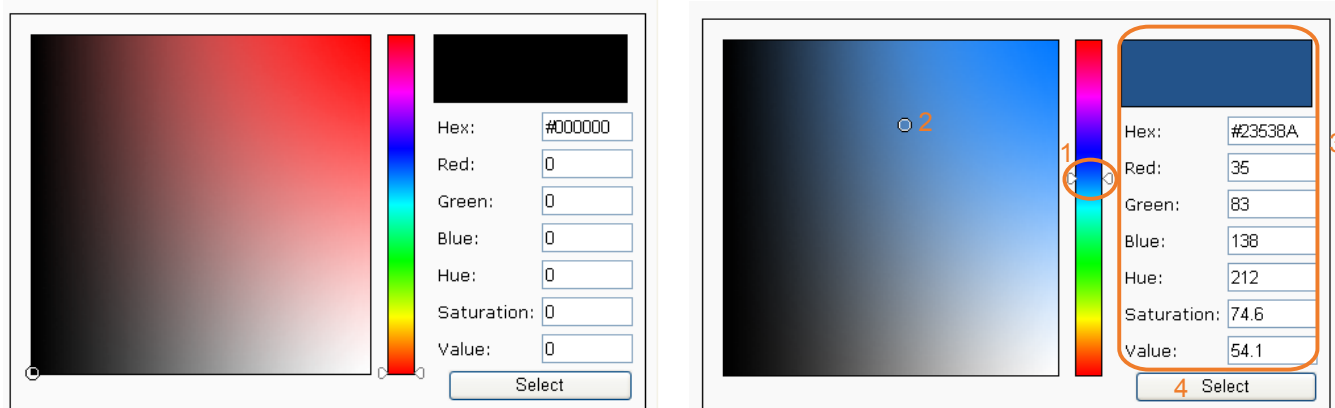 Hex: #000000
Red: 0
Green: 0
Blue: 0
Hue: 0
Saturation: 0
Value: 0
Select
2
1
Hex: #23538A
Red: 35
Green: 83
Blue: 138
Hue: 212
Saturation: 74.6
Value: 54.1
4 Select